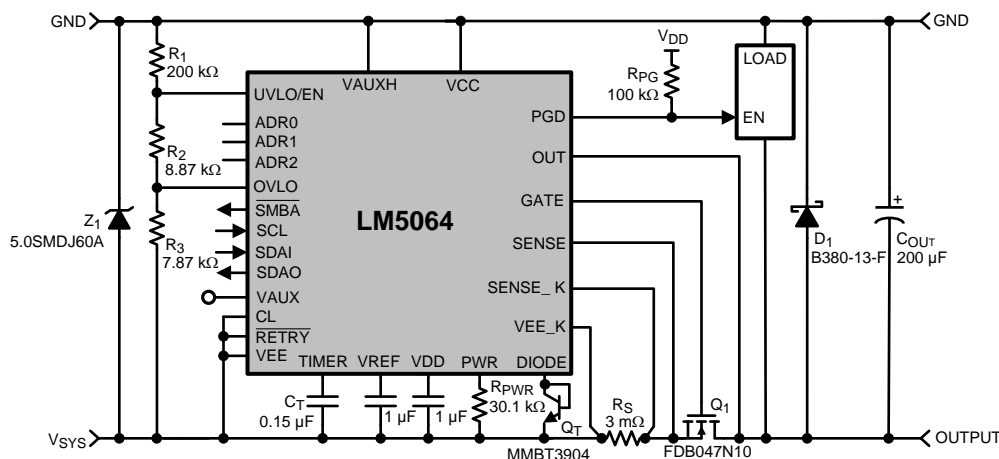 GND
GND
R1
200 kΩ
VAUXH
VCC
VDD
RPG
100 kΩ
LOAD
EN
UVLO/EN
ADR0
ADR1
ADR2
R2
8.87 kΩ
OVLO
SMBA
SCL
SDAI
SDAO
VAUX
CL
RETRY
VEE
R3
7.87 kΩ
Z1
5.0SMDJ60A
LM5064
PGD
OUT
GATE
SENSE
SENSE_ K
VEE_K
TIMER
VREF
VDD
PWR
DIODE
D1
B380-13-F
+
COUT
200 µF
CT
0.15 µF
1 µF
1 µF
RPWR
30.1 kΩ
QT
MMBT3904
RS
3 mΩ
Q1
FDB047N10
VSYS
OUTPUT